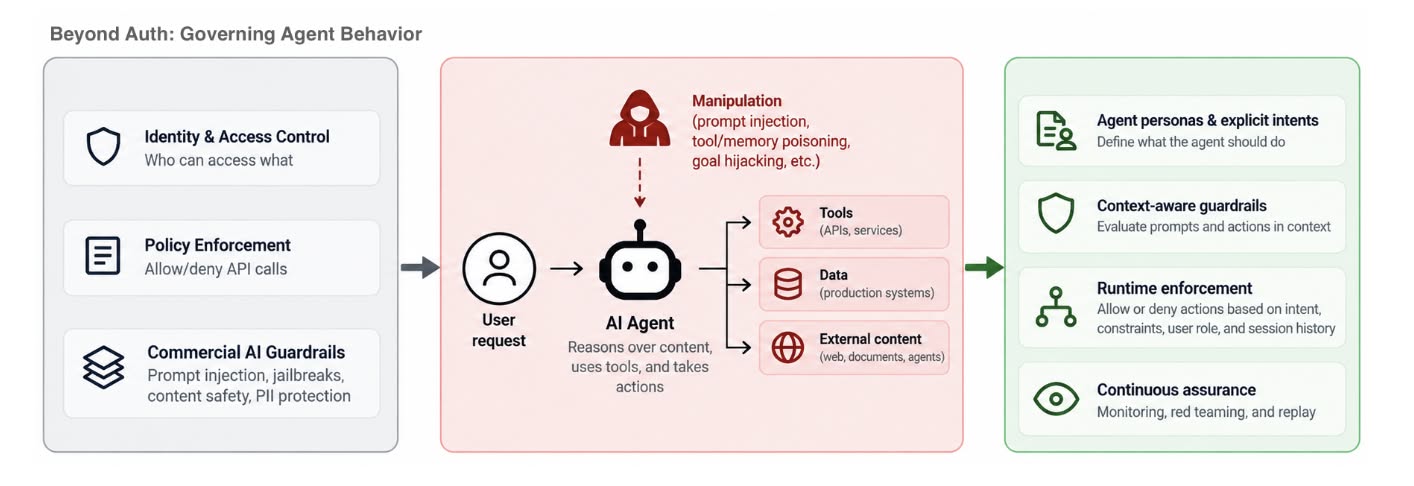 Beyond Auth: Governing Agent Behavior
Identity & Access Control
Who can access what
Policy Enforcement
Allow/deny API calls
Commercial AI Guardrails
Prompt injection, jailbreaks,
content safety, PII protection
Manipulation
(prompt injection,
tool/memory poisoning,
goal hijacking, etc.)
User
request
AI Agent
Reasons over content,
uses tools, and takes
actions
Tools
(APIs, services)
Data
(production systems)
External content
(web, documents, agents)
Agent personas & explicit intents
Define what the agent should do
Context-aware guardrails
Evaluate prompts and actions in context
Runtime enforcement
Allow or deny actions based on intent,
constraints, user role, and session history
Continuous assurance
Monitoring, red teaming, and replay